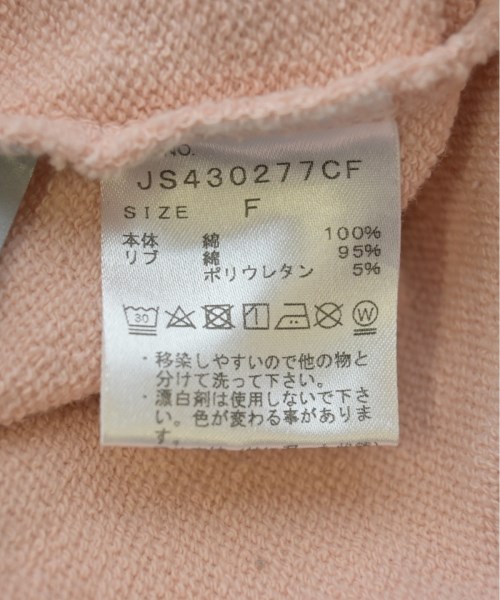 NO.
JS430277CF
SIZE F
本体 綿 100%
リブ 綿 95%
ポリウレタン 5%
30
W
・移染しやすいので他の物と
分けて洗って下さい。
・漂白剤は使用しないで下さ
い。色が変わる事がありま
す。